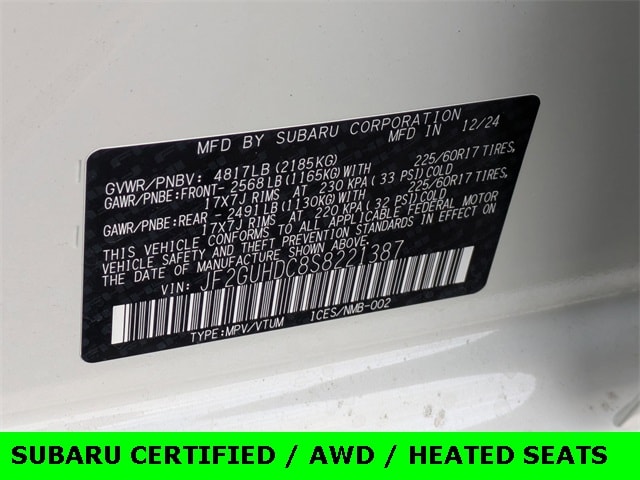 MFD BY SUBARU CORPORATION
MFD IN 12/24
GVWR/PNBV: 4817LB (2185KG)
GAWR/PNBE:FRONT- 2568LB(1165KG)WITH 225/60R17 TIRES,
17X7J RIMS AT 230 KPA( 33 PSI)COLD
GAWR/PNBE:REAR - 2491LB(1130KG)WITH 225/60R17 TIRES,
17X7J RIMS AT 220 KPA( 32 PSI)COLD
THIS VEHICLE CONFORMS TO ALL APPLICABLE FEDERAL MOTOR
VEHICLE SAFETY AND THEFT PREVENTION STANDARDS IN EFFECT ON
THE DATE OF MANUFACTURE SHOWN ABOVE.
VIN: JF2GUHDC8S8221387
TYPE:MPV/VTUM ICES/NMB-002
SUBARU CERTIFIED / AWD / HEATED SEATS